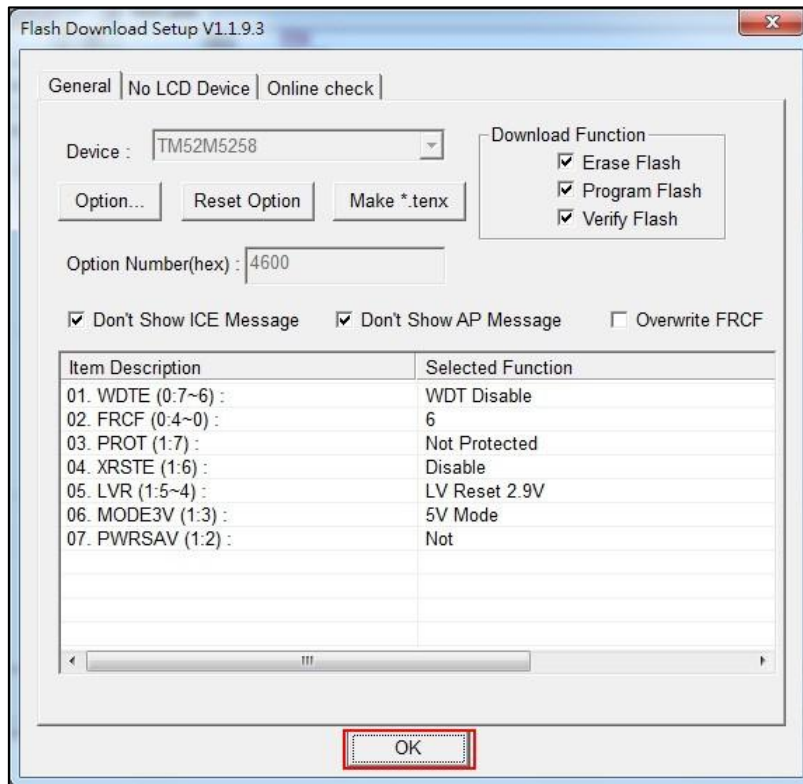 Flash Download Setup V1.1.9.3
General No LCD Device Online check
Device : TM52M5258
Download Function
Erase Flash
Program Flash
Verify Flash
Option... Reset Option Make *.tenx
Option Number(hex) : 4600
Don't Show ICE Message Don't Show AP Message Overwrite FRCF
Item Description Selected Function
01. WDTE (0:7~6) : WDT Disable
02. FRCF (0:4~0) : 6
03. PROT (1:7) : Not Protected
04. XRSTE (1:6) : Disable
05. LVR (1:5~4) : LV Reset 2.9V
06. MODE3V (1:3) : 5V Mode
07. PWRSAV (1:2) : Not
OK